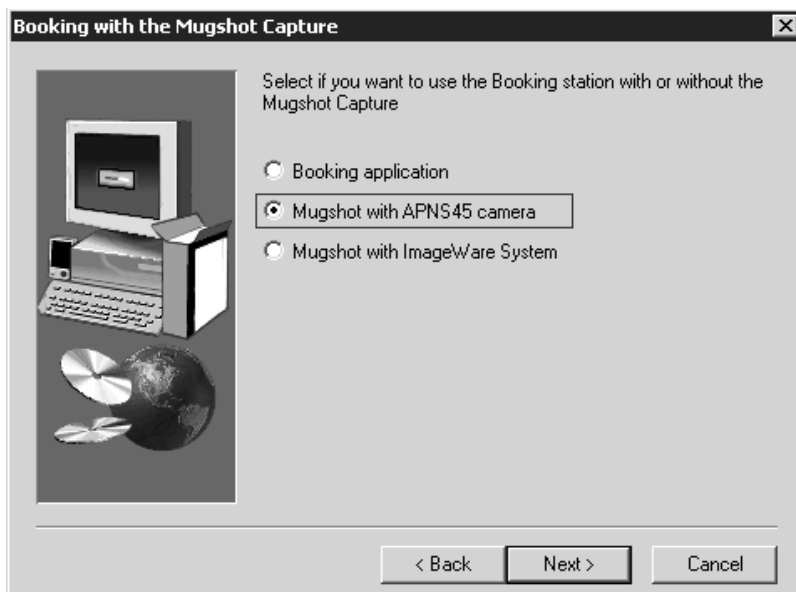 Booking with the Mugshot Capture
Select if you want to use the Booking station with or without the
Mugshot Capture
Booking application
Mugshot with APNS45 camera
Mugshot with ImageWare System
< Back
Next >
Cancel